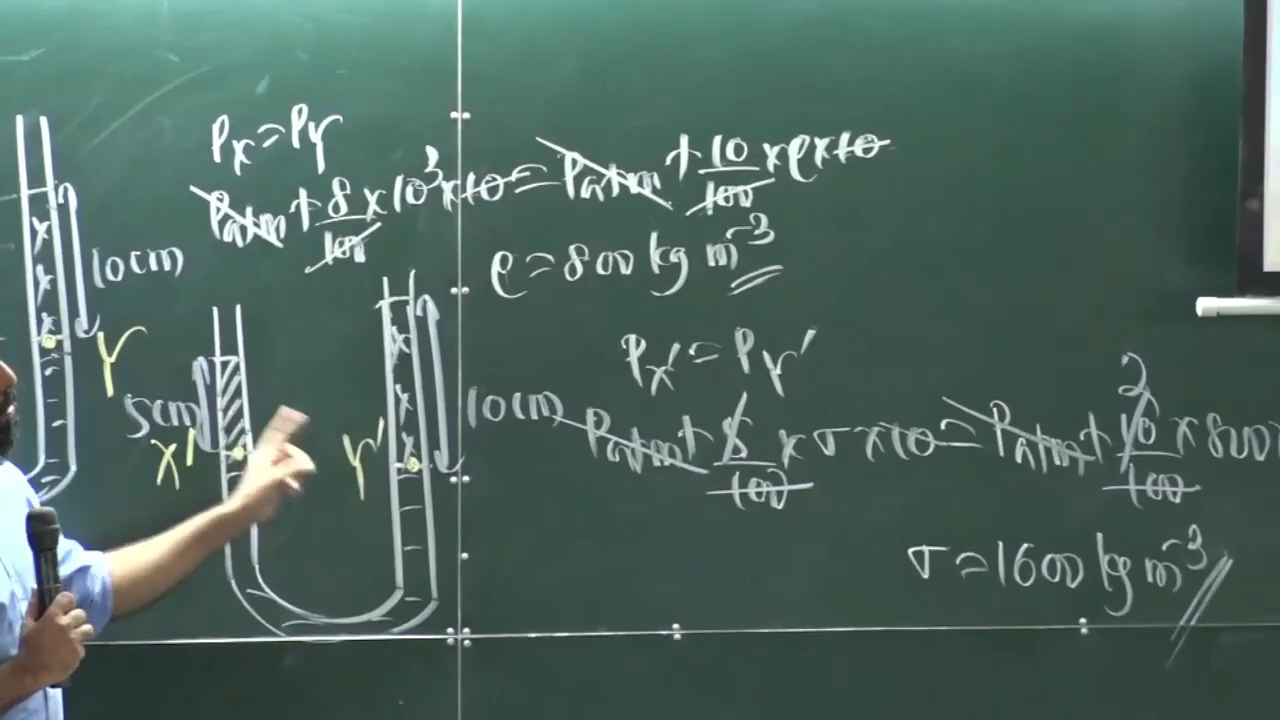 Px = Py
Patm + 8/100 × 10³ × 10 = Patm + 10/100 × ρ × 10
10cm
ρ = 800 kg m⁻³
Y
Px' = Py'
5cm
10cm
Patm + 5/100 × σ × 10 = Patm + 10/100 × 800
2
X'
Y'
σ = 1600 kg m⁻³